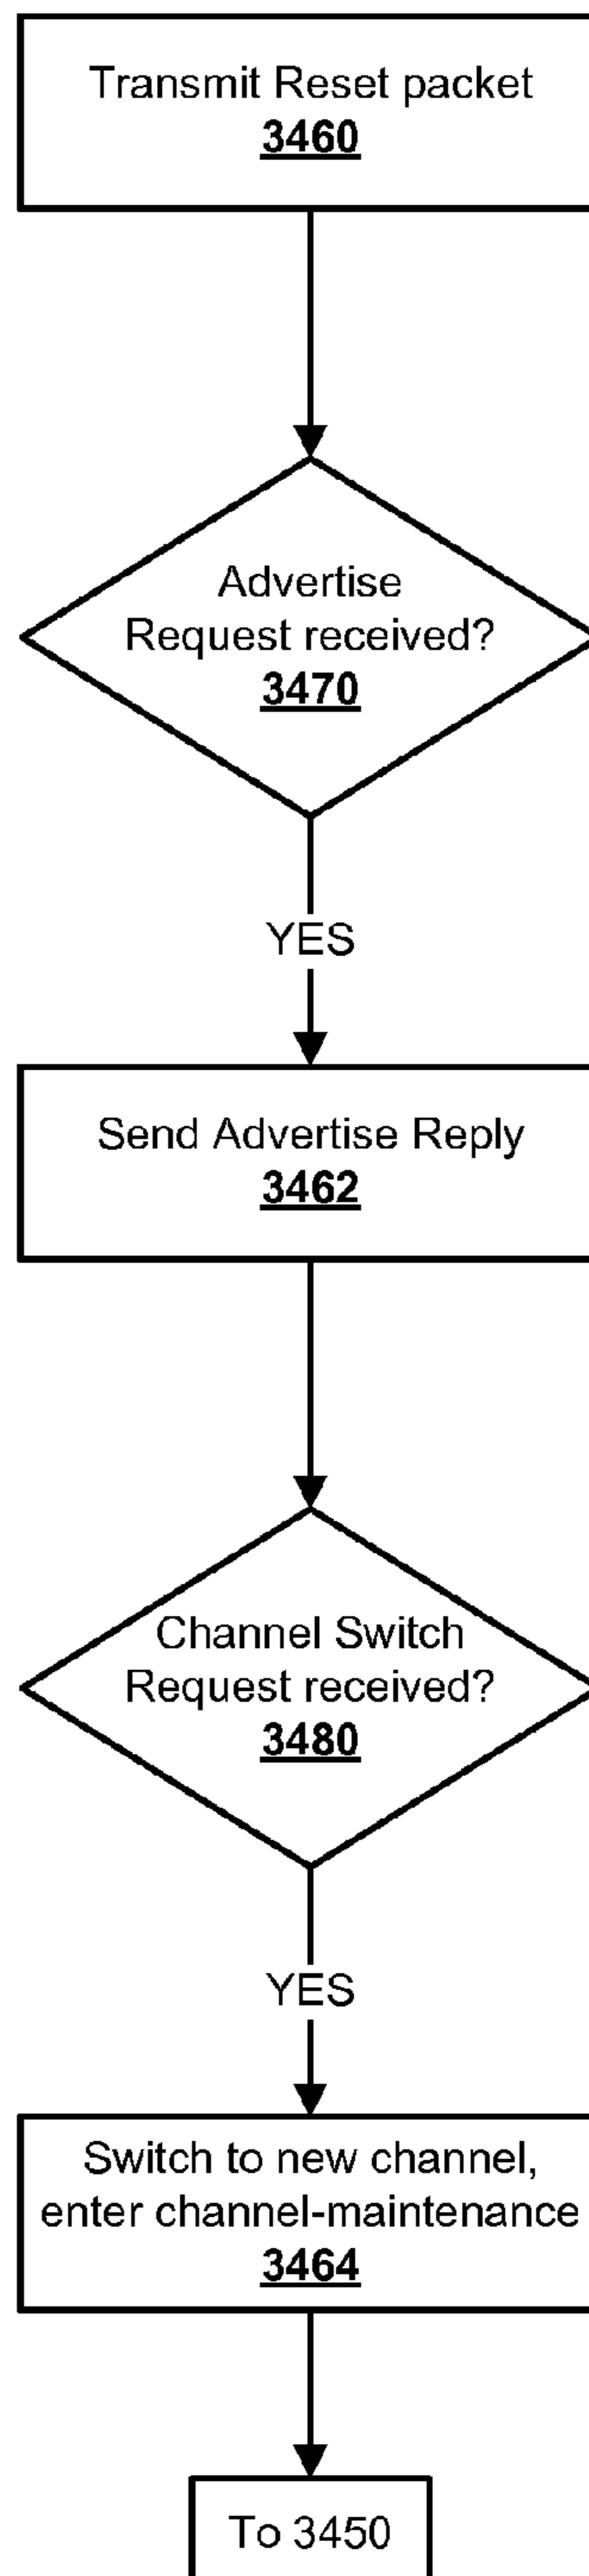 Transmit Reset packet
3460
Advertise
Request received?
3470
YES
Send Advertise Reply
3462
Channel Switch
Request received?
3480
YES
Switch to new channel,
enter channel-maintenance
3464
To 3450